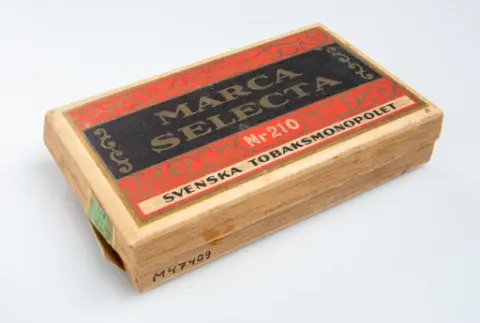 MARCA
SELECTA
Nr 210
SVENSKA TOBAKSMONOPOLET
M47409